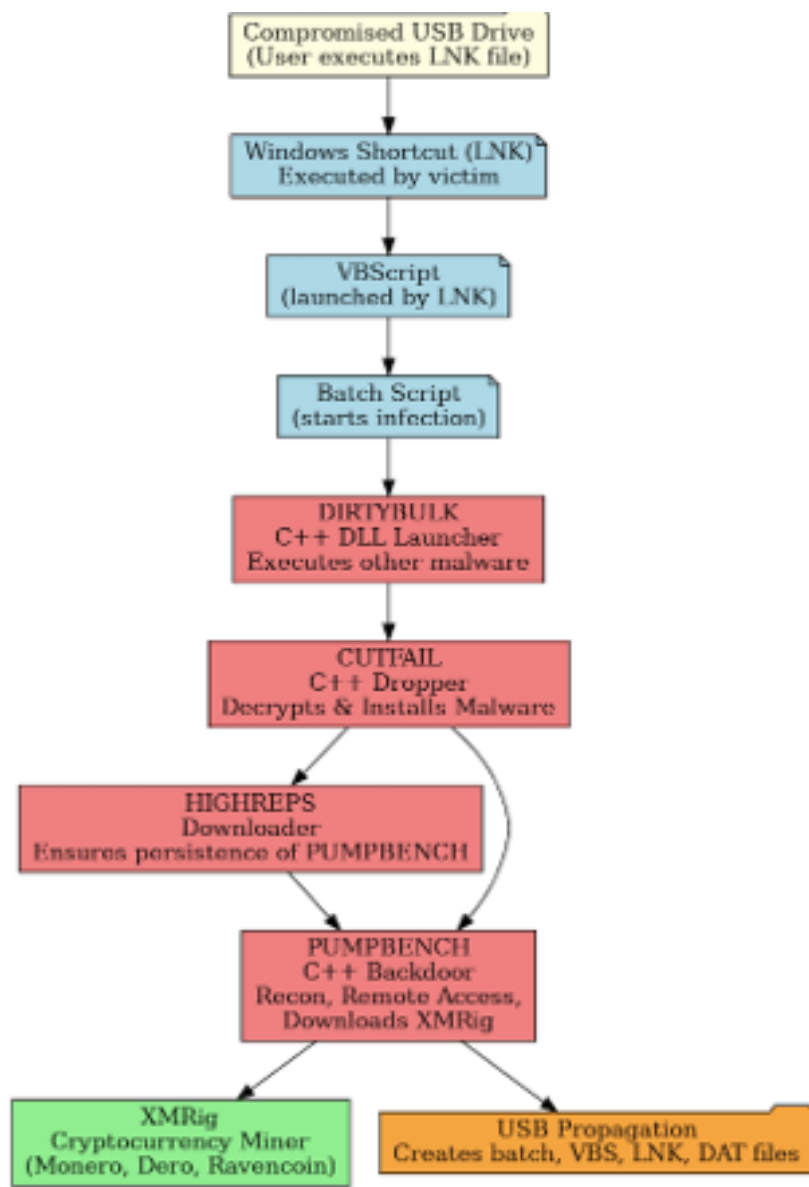 Compromised USB Drive
(User executes LNK file)
Windows Shortcut (LNK)
Executed by victim
VBScript
(launched by LNK)
Batch Script
(starts infection)
DIRTYBULK
C++ DLL Launcher
Executes other malware
CUTFAIL
C++ Dropper
Decrypts & Installs Malware
HIGHREPS
Downloader
Ensures persistence of PUMPBENCH
PUMPBENCH
C++ Backdoor
Recon, Remote Access,
Downloads XMRig
XMRig
Cryptocurrency Miner
(Monero, Dero, Ravencoin)
USB Propagation
Creates batch, VBS, LNK, DAT files